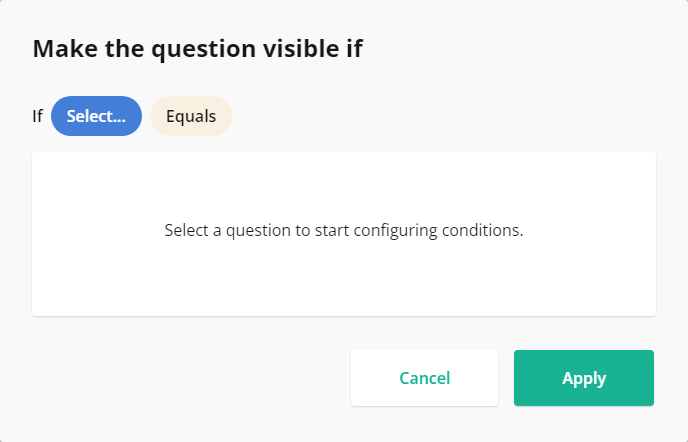 Make the question visible if
If Select... Equals
Select a question to start configuring conditions.
Cancel Apply